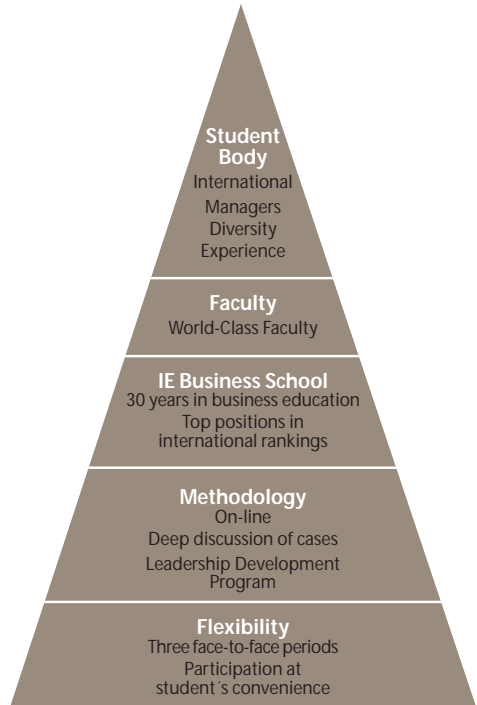 Student
Body
International
Managers
Diversity
Experience
Faculty
World-Class Faculty
IE Business School
30 years in business education
Top positions in
international rankings
Methodology
On-line
Deep discussion of cases
Leadership Development
Program
Flexibility
Three face-to-face periods
Participation at
student´s convenience